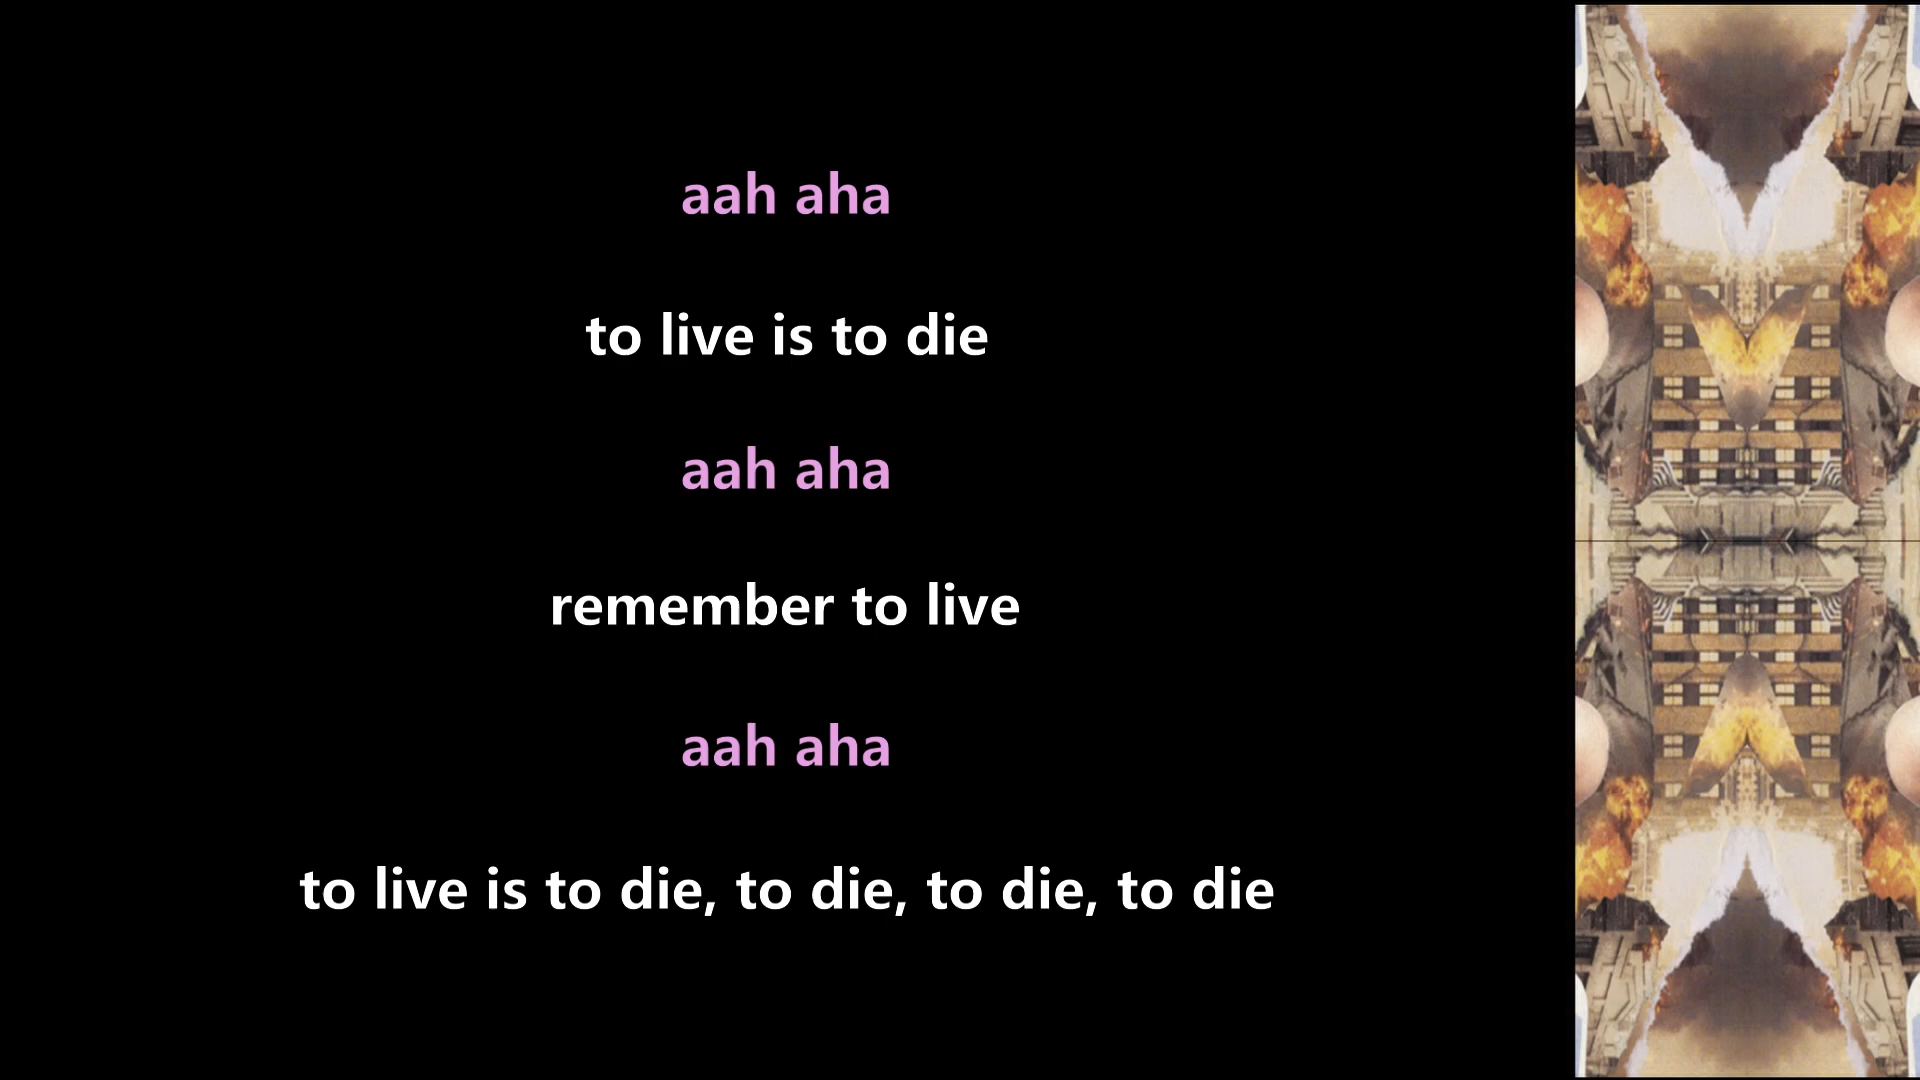 aah aha
to live is to die
aah aha
remember to live
aah aha
to live is to die, to die, to die, to die